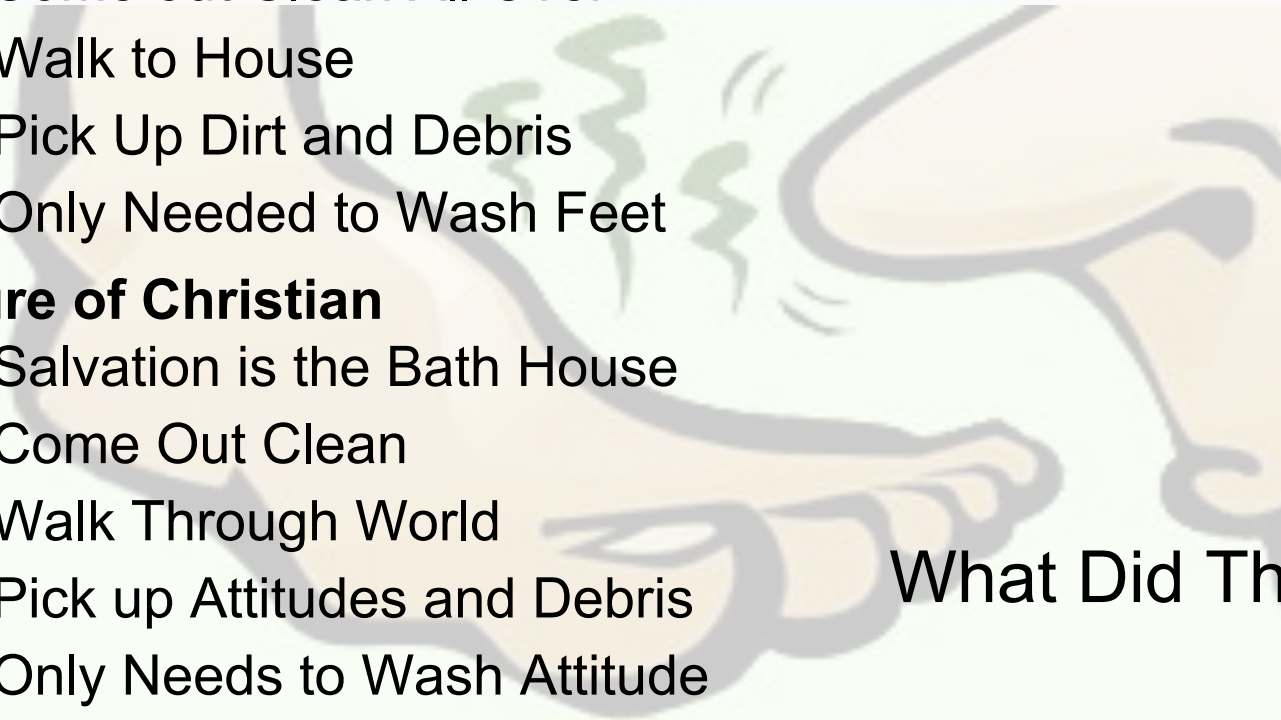 Walk to House
Pick Up Dirt and Debris
Only Needed to Wash Feet
re of Christian
Salvation is the Bath House
Come Out Clean
Walk Through World
Pick up Attitudes and Debris
Only Needs to Wash Attitude
What Did Th